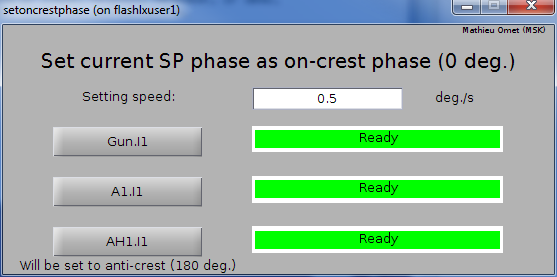 setoncrestphase (on flashlxuser1)
Mathieu Omet (MSK)
Set current SP phase as on-crest phase (0 deg.)
Setting speed: 0.5 deg./s
Gun.I1 Ready
A1.I1 Ready
AH1.I1 Ready
Will be set to anti-crest (180 deg.)